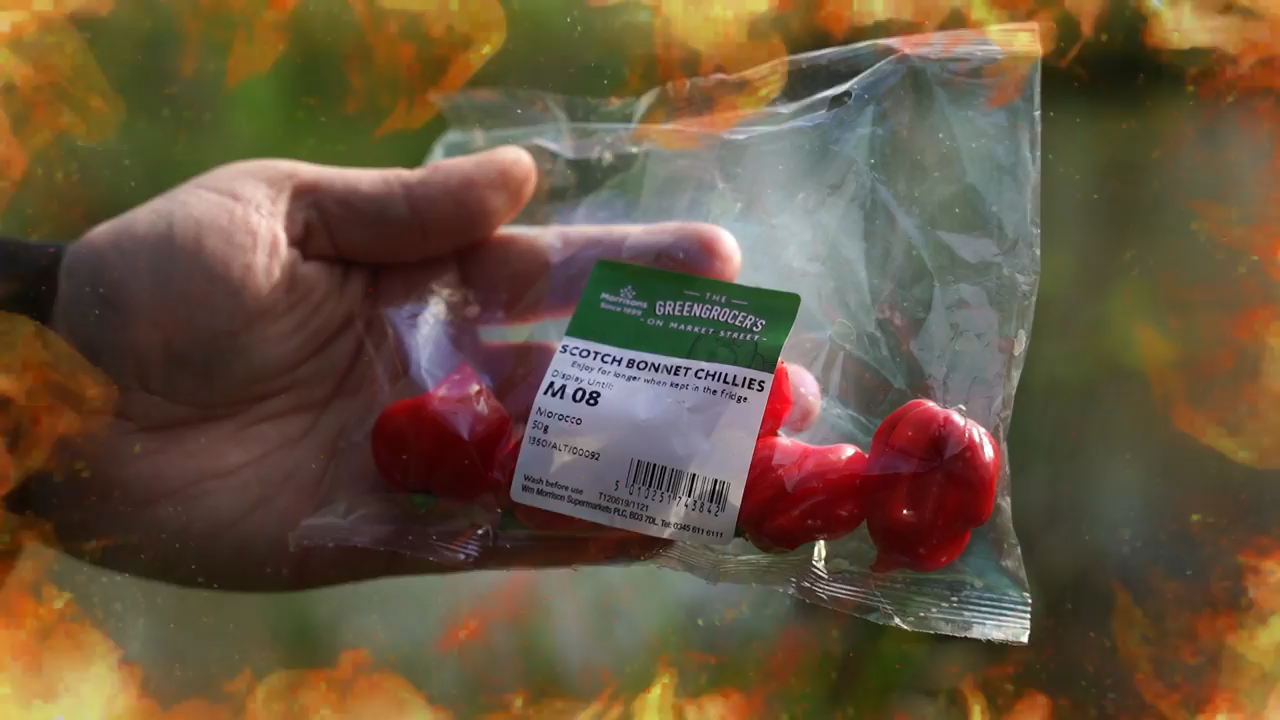 Morrisons
Since 1899
THE
GREENGROCER'S
ON MARKET STREET
SCOTCH BONNET CHILLIES
Enjoy for longer when kept in the fridge.
Display Until:
M 08
Morocco
50g
1360/ALT/00092
5 010251 743842
Wash before use T120619/1121
Wm Morrison Supermarkets PLC, BD3 7DL. Tel: 0345 611 6111